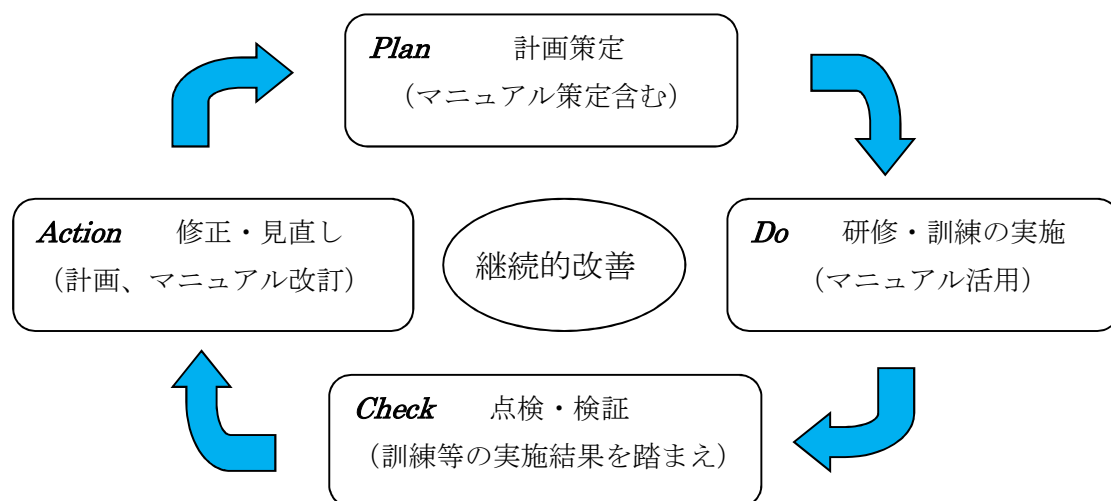 Plan 計画策定
（マニュアル策定含む）
Action 修正・見直し
（計画、マニュアル改訂）
継続的改善
Do 研修・訓練の実施
（マニュアル活用）
Check 点検・検証
（訓練等の実施結果を踏まえ）